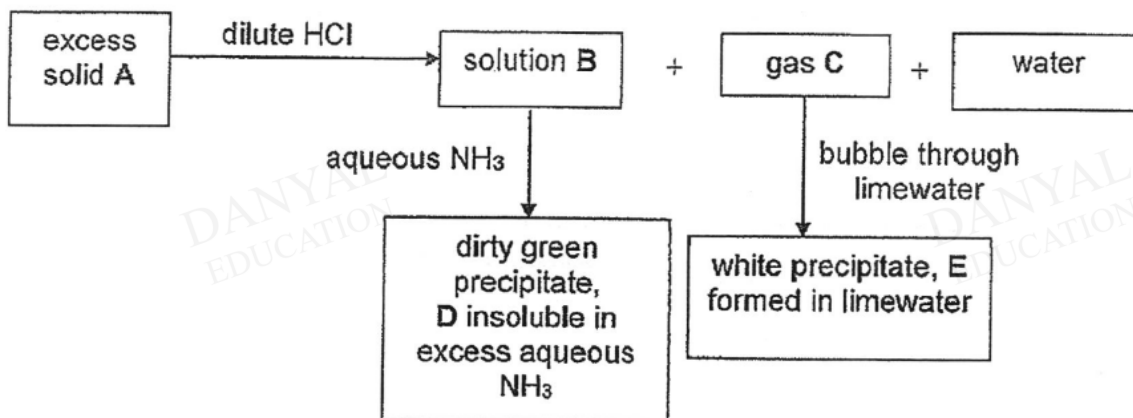 excess
solid A
dilute HCl
solution B
+
gas C
+
water
aqueous NH₃
bubble through
limewater
DANYAL
EDUCATION
DANYAL
EDUCATION
dirty green
precipitate,
D insoluble in
excess aqueous
NH₃
white precipitate, E
formed in limewater